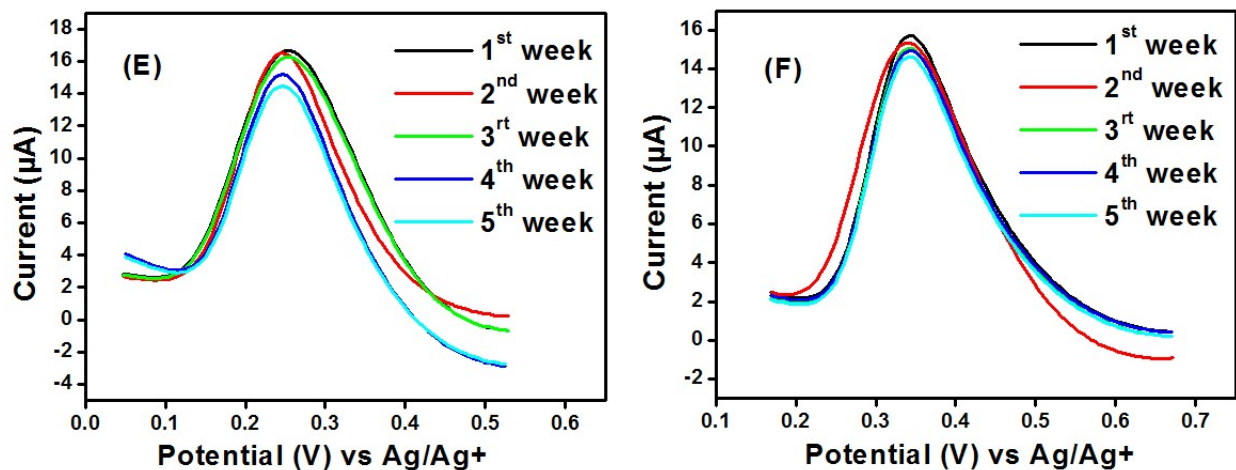 (E)
1st week
2nd week
3rt week
4th week
5th week
18
16
14
12
10
8
6
4
2
0
-2
-4
Current (µA)
0.0 0.1 0.2 0.3 0.4 0.5 0.6
Potential (V) vs Ag/Ag+
(F)
1st week
2nd week
3rt week
4th week
5th week
16
14
12
10
8
6
4
2
0
-2
Current (µA)
0.1 0.2 0.3 0.4 0.5 0.6 0.7
Potential (V) vs Ag/Ag+